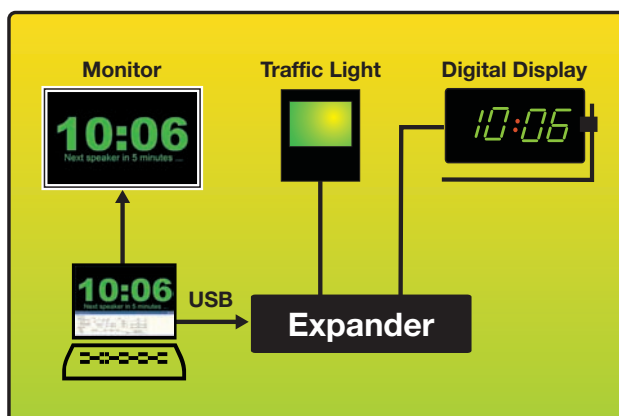 Monitor
Traffic Light
Digital Display
10:06
Next speaker in 5 minutes ...
10:06
10:06
Next speaker in 5 minutes ...
USB
Expander